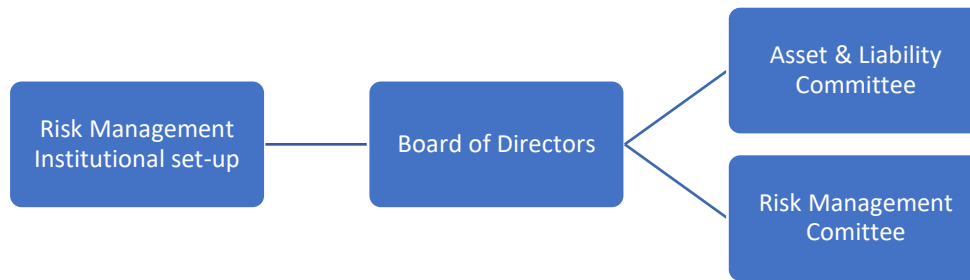 Asset & Liability
Committee
Risk Management
Institutional set-up
Board of Directors
Risk Management
Comittee